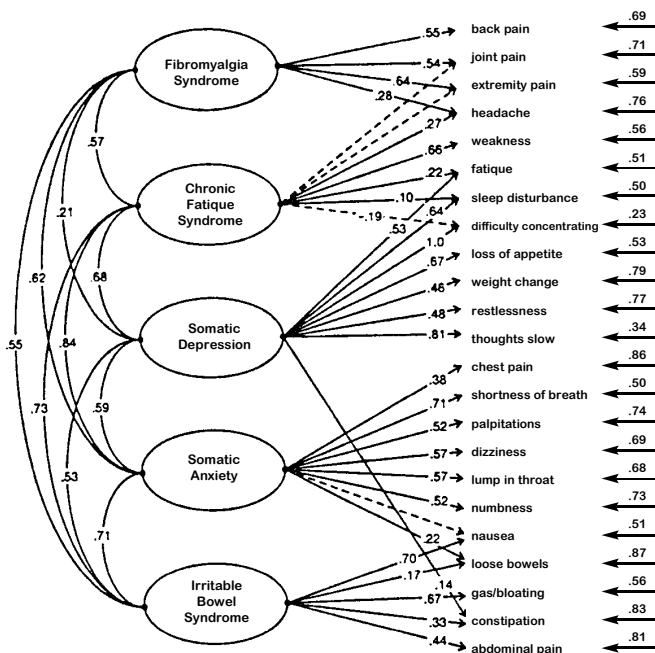 Fibromyalgia
Syndrome
Chronic
Fatique
Syndrome
Somatic
Depression
Somatic
Anxiety
Irritable
Bowel
Syndrome
.57
.21
.62
.68
.55
.84
.73
.59
.53
.71
.55
.54
.64
.28
.27
.66
.22
.10
-.19
.64
.53
1.0
.67
.46
.48
.81
.38
.71
.52
.57
.57
.52
.22
.70
.17
.14
.67
.33
.44
back pain
joint pain
extremity pain
headache
weakness
fatique
sleep disturbance
difficulty concentrating
loss of appetite
weight change
restlessness
thoughts slow
chest pain
shortness of breath
palpitations
dizziness
lump in throat
numbness
nausea
loose bowels
gas/bloating
constipation
abdominal pain
.69
.71
.59
.76
.56
.51
.50
.23
.53
.79
.77
.34
.86
.50
.74
.69
.68
.73
.51
.87
.56
.83
.81